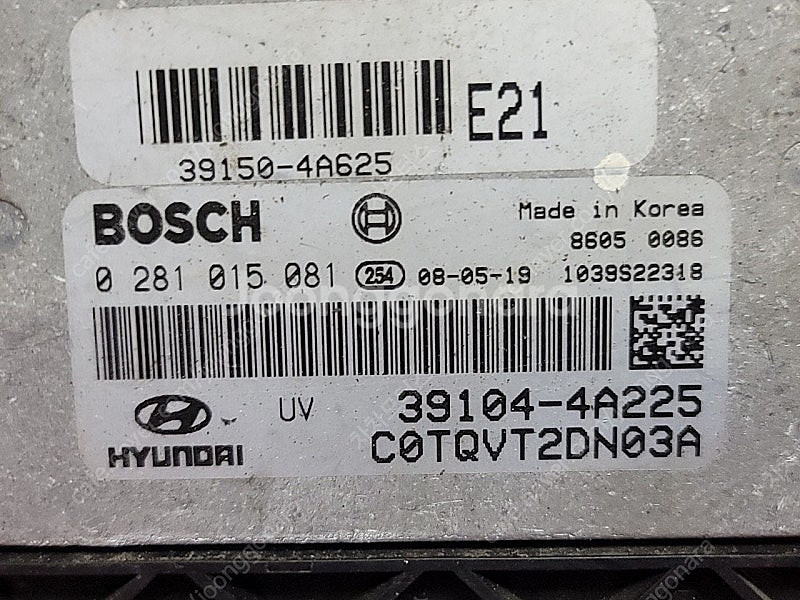 E21
39150-4A625
BOSCH
Made in Korea
8605 0086
0 281 015 081 254 08-05-19 1039S22318
Joonggonara
HYUNDAI UV 39104-4A225
C0TQVT2DN03A